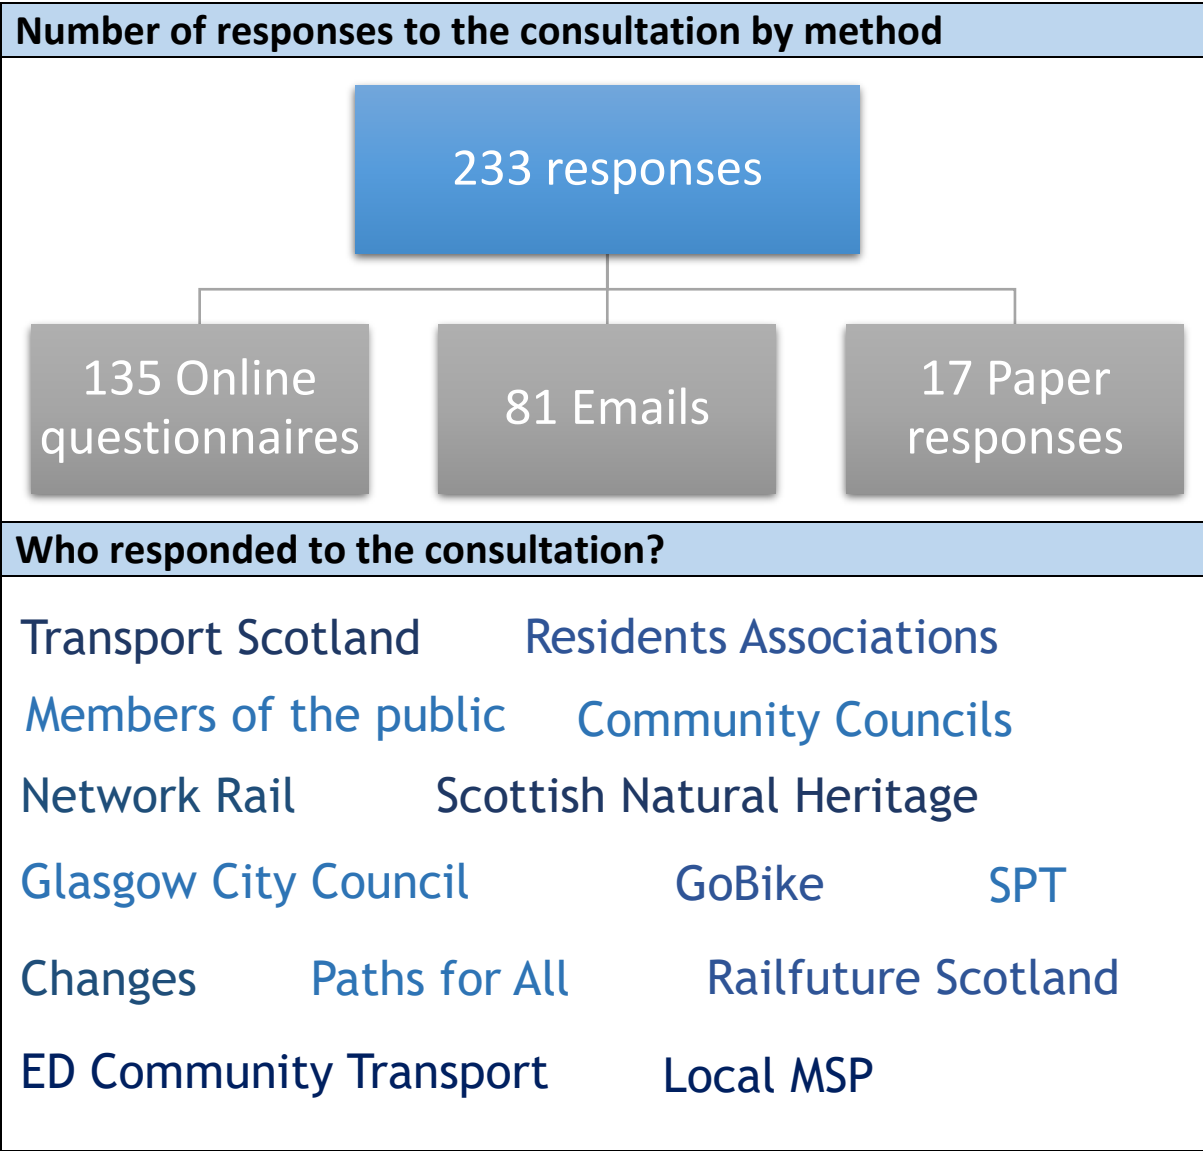 Number of responses to the consultation by method
233 responses
135 Online
questionnaires
81 Emails
17 Paper
responses
Who responded to the consultation?
Transport Scotland
Residents Associations
Members of the public
Community Councils
Network Rail
Scottish Natural Heritage
Glasgow City Council
GoBike
SPT
Changes
Paths for All
Railfuture Scotland
ED Community Transport
Local MSP